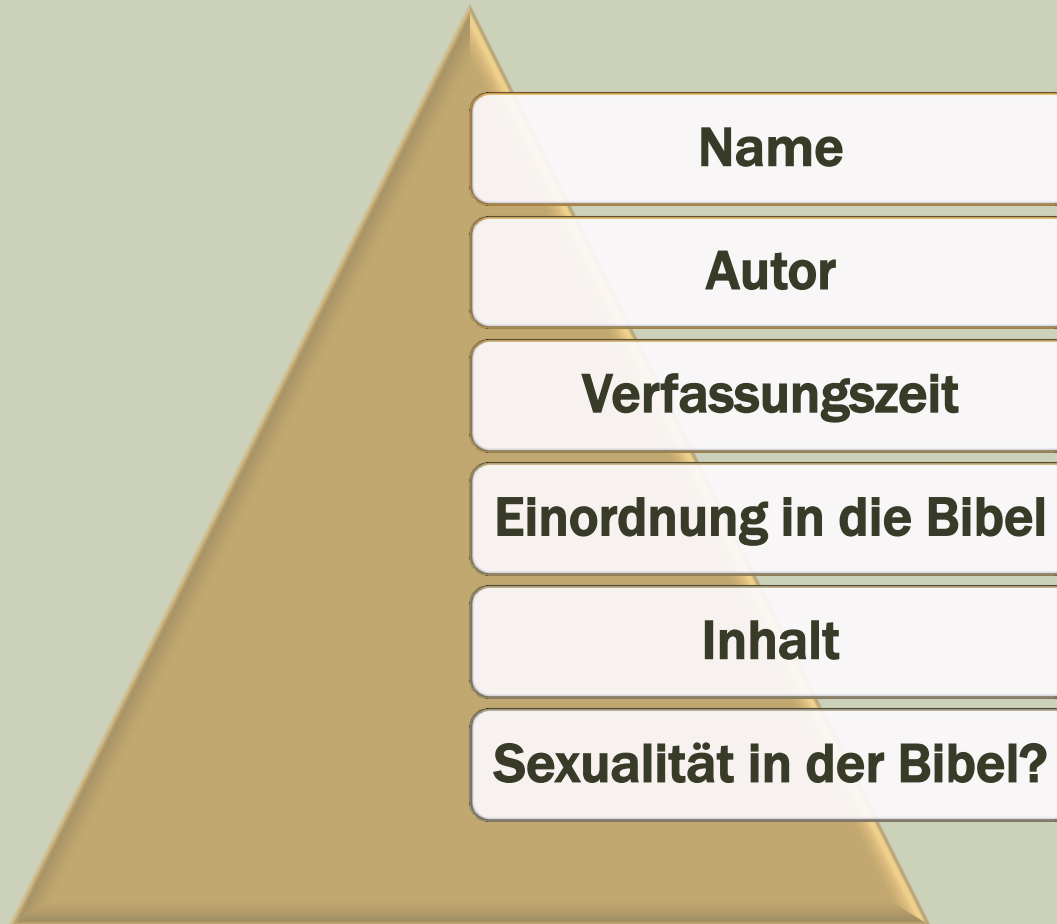 Name
Autor
Verfassungszeit
Einordnung in die Bibel
Inhalt
Sexualität in der Bibel?